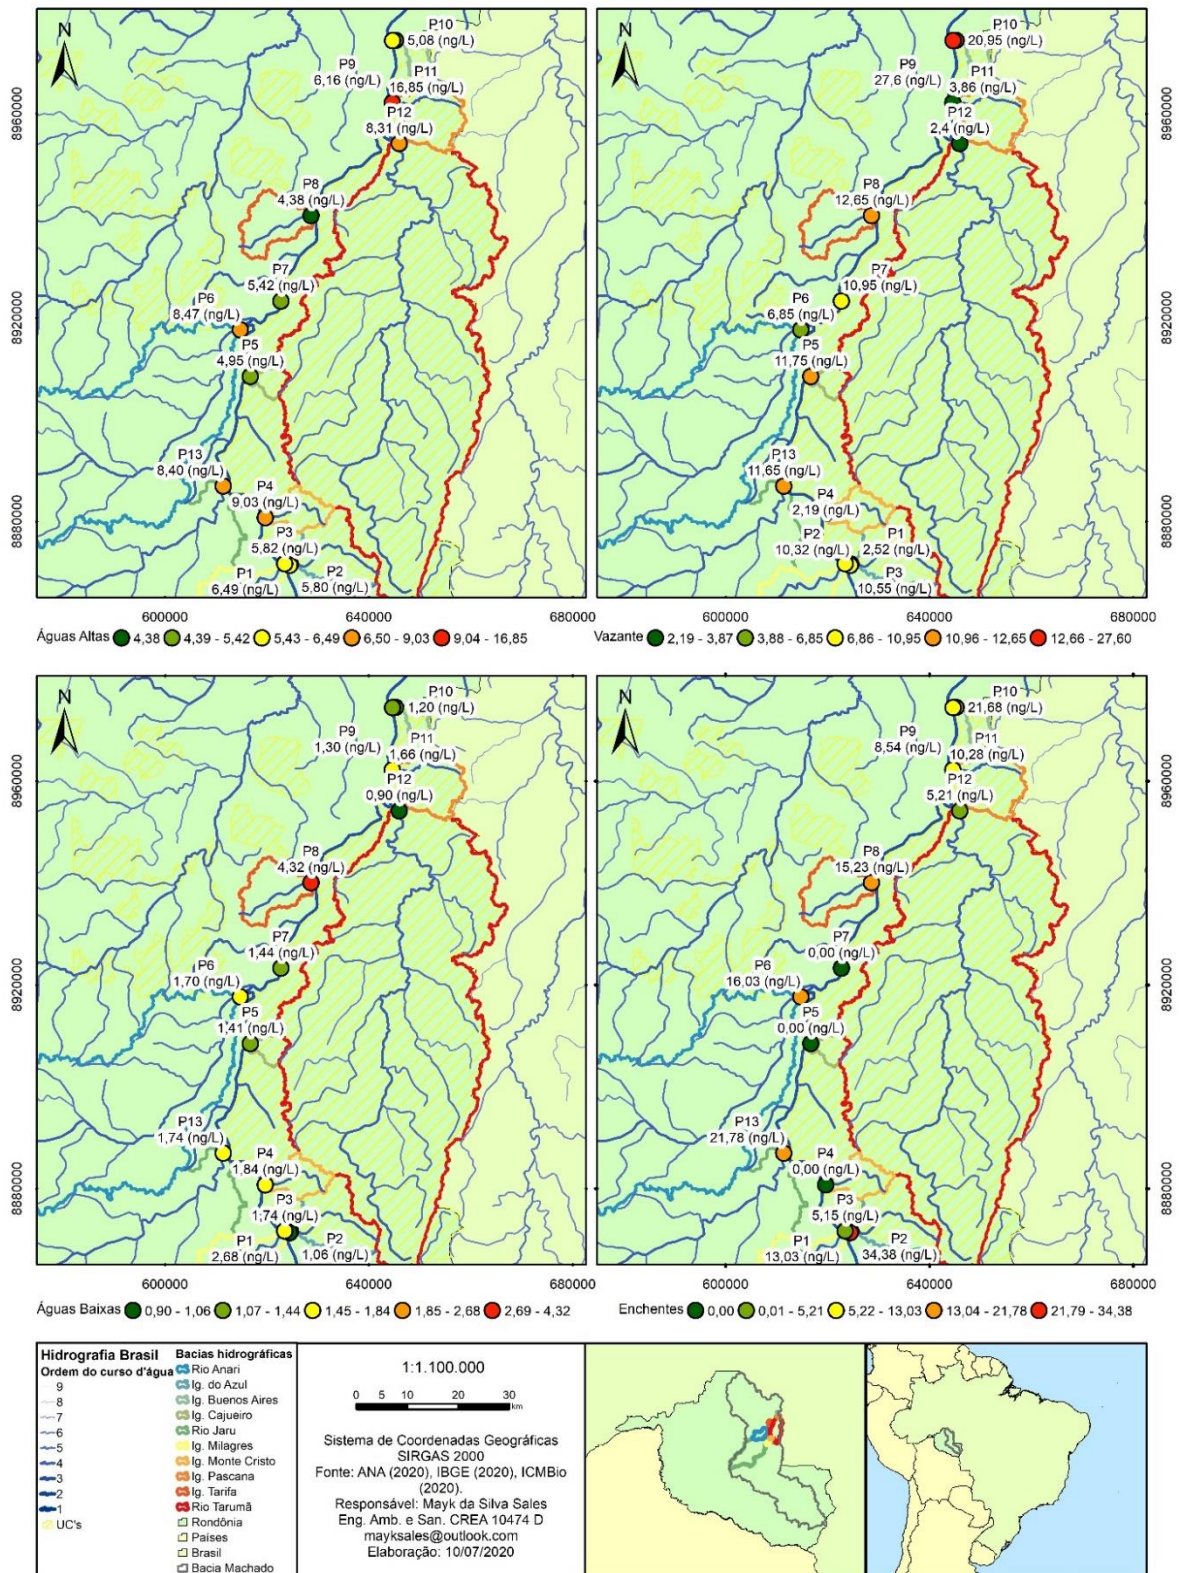 N
P10
5,08 (ng/L)
P9
6,16 (ng/L)
P11
16,85 (ng/L)
P12
8,31 (ng/L)
P8
4,38 (ng/L)
P7
5,42 (ng/L)
P6
8,47 (ng/L)
P5
4,95 (ng/L)
P13
8,40 (ng/L)
P4
9,03 (ng/L)
P3
5,82 (ng/L)
P1
6,49 (ng/L)
P2
5,80 (ng/L)
8960000
8920000
8880000
600000 640000 680000
Águas Altas 4,38 4,39 - 5,42 5,43 - 6,49 6,50 - 9,03 9,04 - 16,85
N
P10
20,95 (ng/L)
P9
27,6 (ng/L)
P11
3,86 (ng/L)
P12
2,4 (ng/L)
P8
12,65 (ng/L)
P7
10,95 (ng/L)
P6
6,85 (ng/L)
P5
11,75 (ng/L)
P13
11,65 (ng/L)
P4
2,19 (ng/L)
P2
10,32 (ng/L)
P1
2,52 (ng/L)
P3
10,55 (ng/L)
8960000
8920000
8880000
600000 640000 680000
Vazante 2,19 - 3,87 3,88 - 6,85 6,86 - 10,95 10,96 - 12,65 12,66 - 27,60
N
P10
1,20 (ng/L)
P9
1,30 (ng/L)
P11
1,66 (ng/L)
P12
0,90 (ng/L)
P8
4,32 (ng/L)
P7
1,44 (ng/L)
P6
1,70 (ng/L)
P5
1,41 (ng/L)
P13
1,74 (ng/L)
P4
1,84 (ng/L)
P3
1,74 (ng/L)
P1
2,68 (ng/L)
P2
1,06 (ng/L)
8960000
8920000
8880000
600000 640000 680000
Águas Baixas 0,90 - 1,06 1,07 - 1,44 1,45 - 1,84 1,85 - 2,68 2,69 - 4,32
N
P10
21,68 (ng/L)
P9
8,54 (ng/L)
P11
10,28 (ng/L)
P12
5,21 (ng/L)
P8
15,23 (ng/L)
P7
0,00 (ng/L)
P6
16,03 (ng/L)
P5
0,00 (ng/L)
P13
21,78 (ng/L)
P4
0,00 (ng/L)
P3
5,15 (ng/L)
P1
13,03 (ng/L)
P2
34,38 (ng/L)
8960000
8920000
8880000
600000 640000 680000
Enchentes 0,00 0,01 - 5,21 5,22 - 13,03 13,04 - 21,78 21,79 - 34,38
Hidrografia Brasil
Ordem do curso d'água
9
8
7
6
5
4
3
2
1
UC's
Bacias hidrográficas
Rio Anari
Ig. do Azul
Ig. Buenos Aires
Ig. Cajueiro
Rio Jaru
Ig. Milagres
Ig. Monte Cristo
Ig. Pascana
Ig. Tarifa
Rio Tarumã
Rondônia
Países
Brasil
Bacia Machado
1:1.100.000
0 5 10 20 30
km
Sistema de Coordenadas Geográficas
SIRGAS 2000
Fonte: ANA (2020), IBGE (2020), ICMBio
(2020).
Responsável: Mayk da Silva Sales
Eng. Amb. e San. CREA 10474 D
mayksales@outlook.com
Elaboração: 10/07/2020